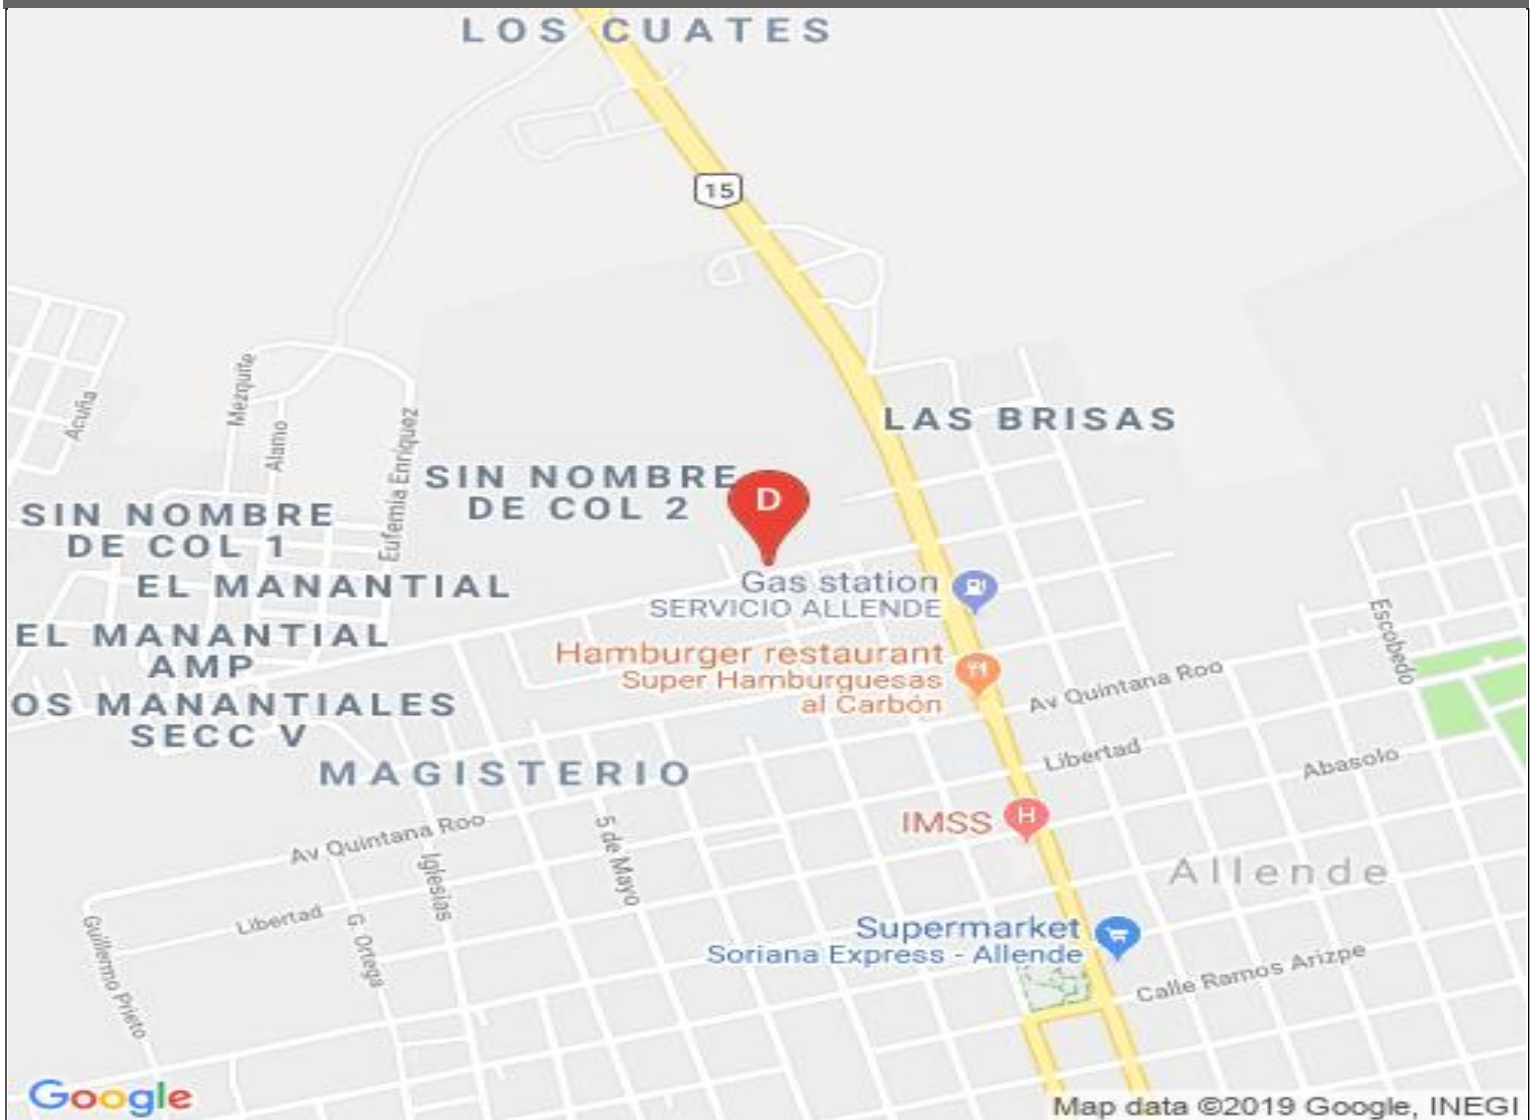 LOS CUATES
15
Mezquite
Acuña
Alamo
Eufemia Enriquez
LAS BRISAS
SIN NOMBRE
DE COL 2
D
SIN NOMBRE
DE COL 1
EL MANANTIAL
Gas station
SERVICIO ALLENDE
EL MANANTIAL
AMP
Escobedo
Hamburger restaurant
Super Hamburguesas
al Carbón
Av Quintana Roo
OS MANANTIALES
SECC V
Libertad
Abasolo
MAGISTERIO
Av Quintana Roo
5 de Mayo
IMSS
H
Iglesias
Allende
Libertad
G. Ortega
Guillermo Prieto
Supermarket
Soriana Express - Allende
Calle Ramos Arizpe
Google
Map data ©2019 Google, INEGI